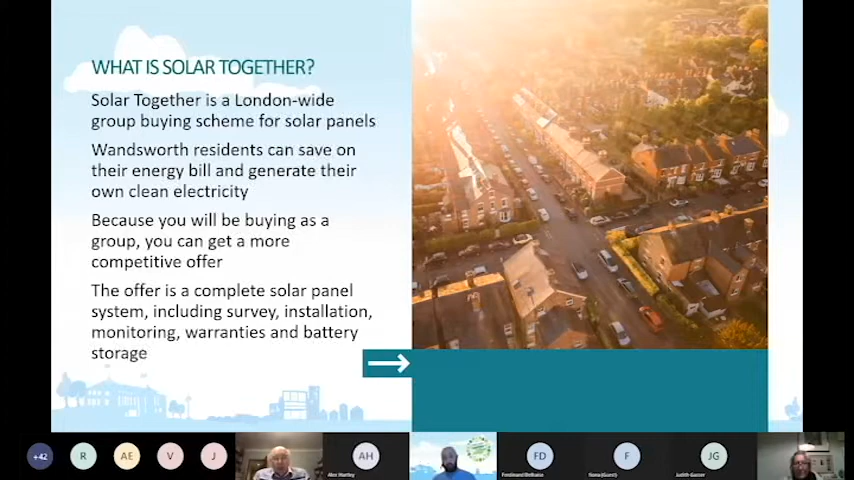 WHAT IS SOLAR TOGETHER?
Solar Together is a London-wide
group buying scheme for solar panels
Wandsworth residents can save on
their energy bill and generate their
own clean electricity
Because you will be buying as a
group, you can get a more
competitive offer
The offer is a complete solar panel
system, including survey, installation,
monitoring, warranties and battery
storage
+42
R
AE
V
J
AH
FD
F
JG